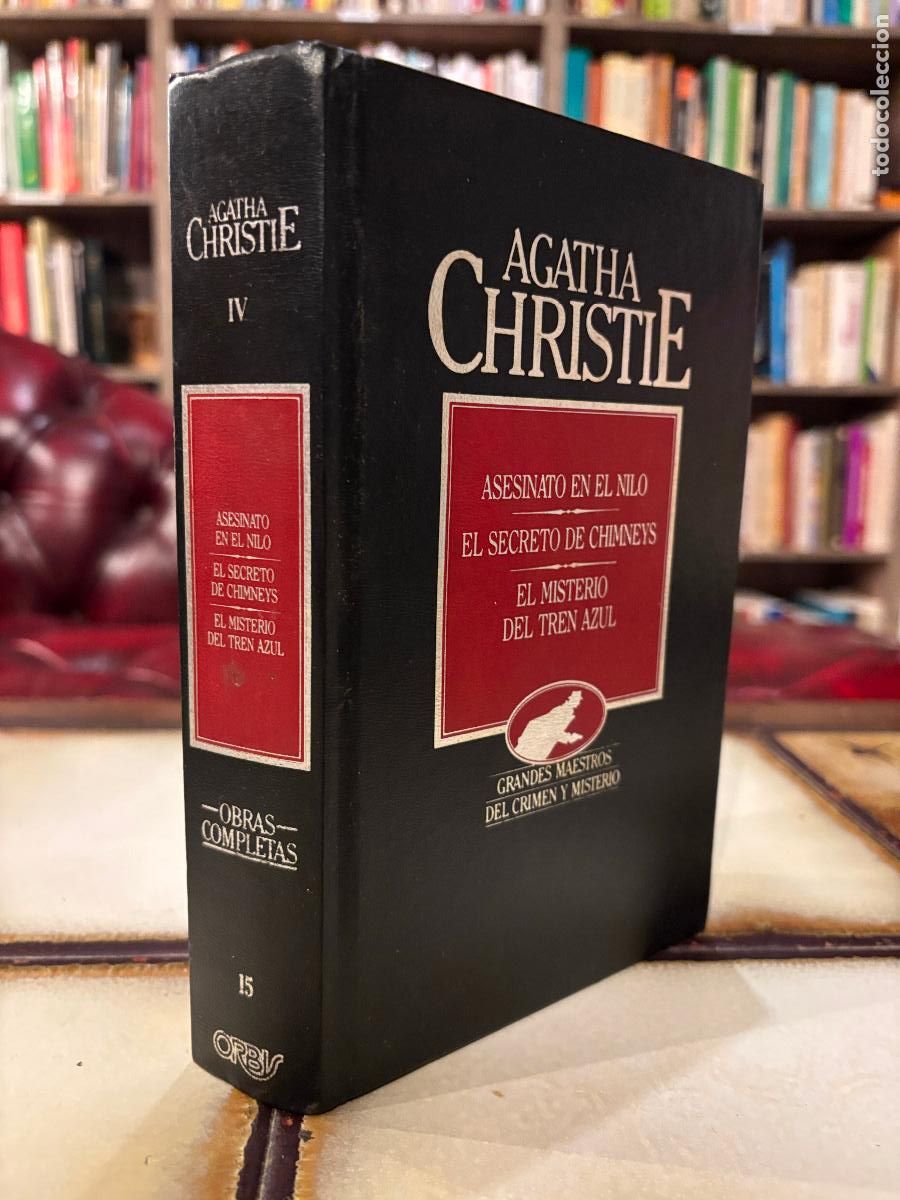 AGATHA
CHRISTIE
IV
ASESINATO
EN EL NILO
EL SECRETO
DE CHIMNEYS
EL MISTERIO
DEL TREN AZUL
OBRAS
COMPLETAS
15
ORBIS
AGATHA
CHRISTIE
ASESINATO EN EL NILO
EL SECRETO DE CHIMNEYS
EL MISTERIO
DEL TREN AZUL
GRANDES MAESTROS
DEL CRIMEN Y MISTERIO
todocoleccion